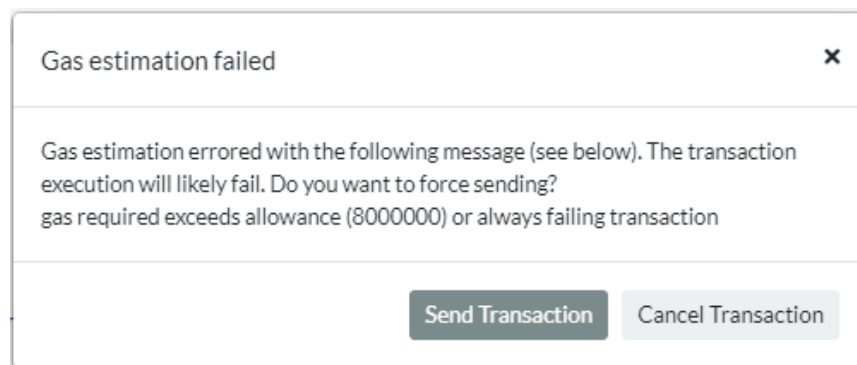 Gas estimation failed
×
Gas estimation errored with the following message (see below). The transaction
execution will likely fail. Do you want to force sending?
gas required exceeds allowance (8000000) or always failing transaction
Send Transaction Cancel Transaction